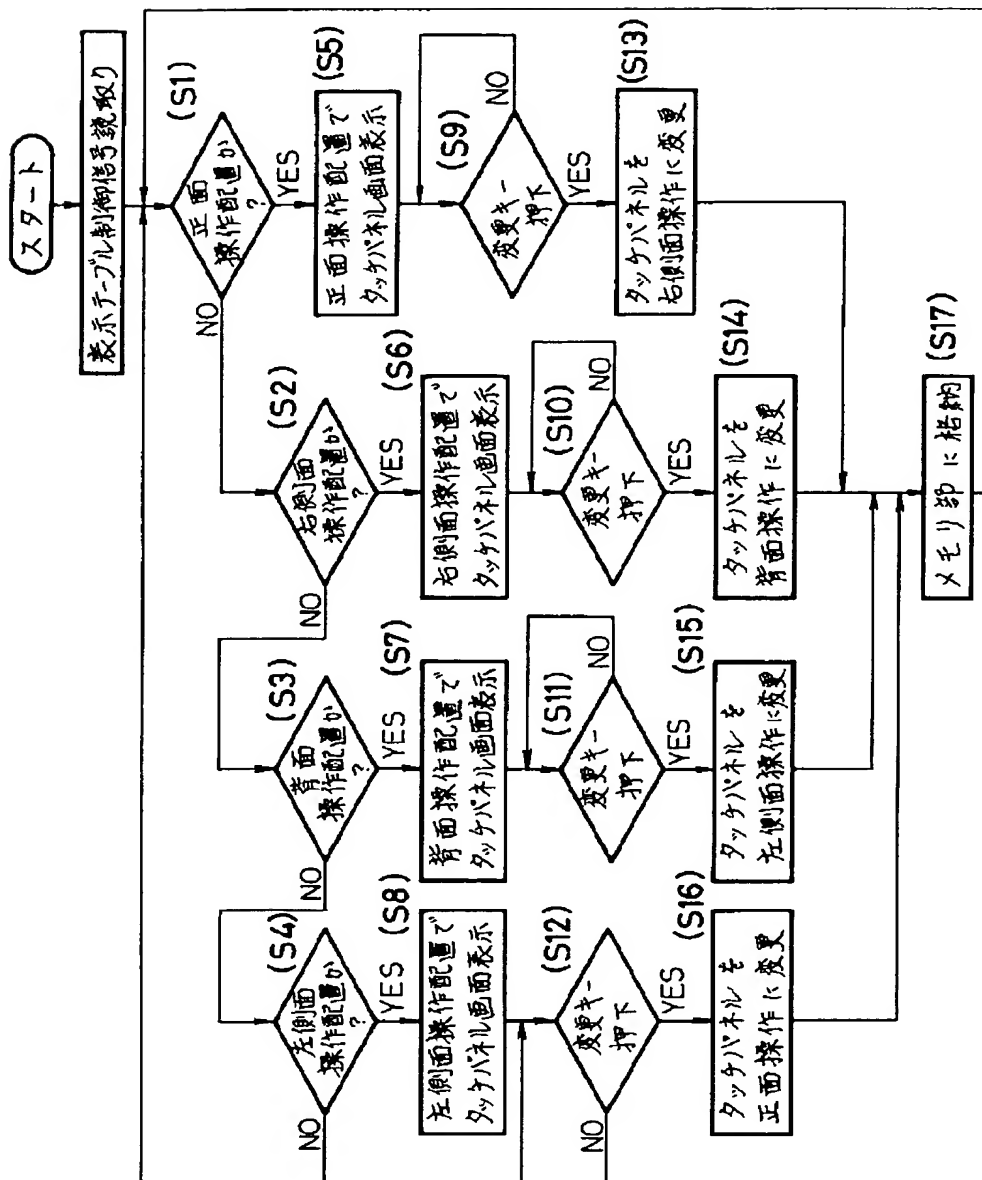 スタート
表示テーブル制御信号読取り
(S1)
正面
操作配置か
?
YES
NO
(S5)
正面操作配置で
タッチパネル画面表示
(S9)
変更キー
押下
NO
YES
(S13)
タッチパネルを
右側面操作に変更
(S2)
右側面
操作配置か
?
YES
NO
(S6)
右側面操作配置で
タッチパネル画面表示
(S10)
変更キー
押下
NO
YES
(S14)
タッチパネルを
背面操作に変更
(S3)
背面
操作配置か
?
YES
NO
(S7)
背面操作配置で
タッチパネル画面表示
(S11)
変更キー
押下
NO
YES
(S15)
タッチパネルを
左側面操作に変更
(S4)
左側面
操作配置か
?
YES
NO
(S8)
左側面操作配置で
タッチパネル画面表示
(S12)
変更キー
押下
NO
YES
(S16)
タッチパネルを
正面操作に変更
(S17)
メモリ部に格納